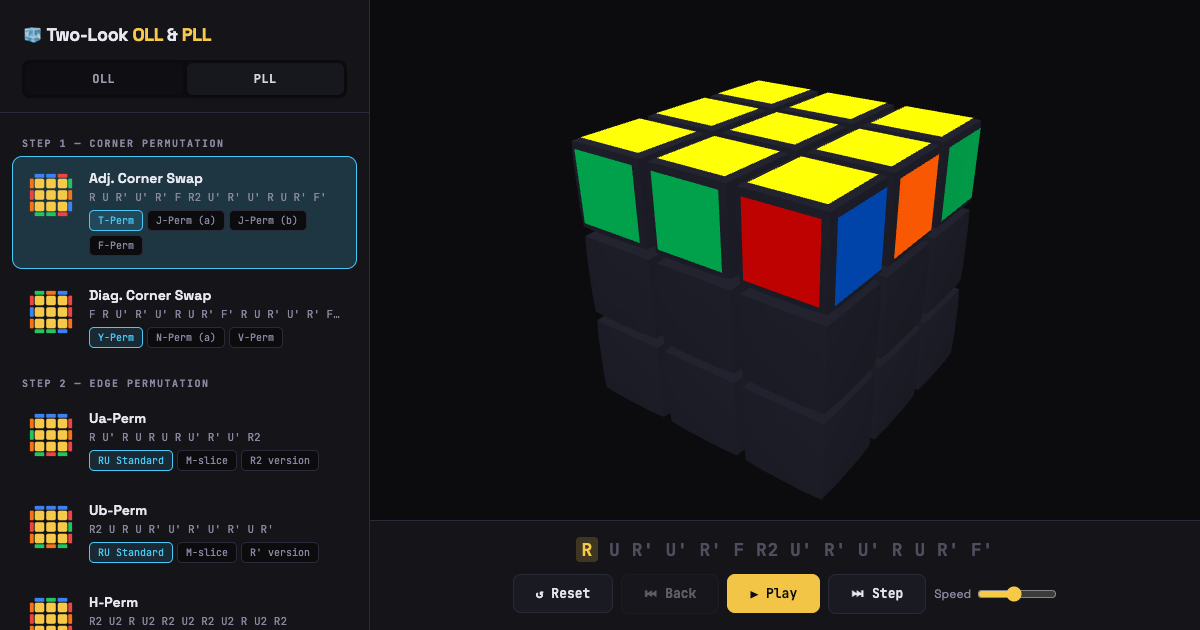 Two-Look OLL & PLL
OLL PLL
STEP 1 — CORNER PERMUTATION
Adj. Corner Swap
R U R' U' R' F R2 U' R' U' R U R' F'
T-Perm J-Perm (a) J-Perm (b)
F-Perm
Diag. Corner Swap
F R U' R' U' R U R' F' R U R' U' R' F…
Y-Perm N-Perm (a) V-Perm
STEP 2 — EDGE PERMUTATION
Ua-Perm
R U' R U R U R U' R' U' R2
RU Standard M-slice R2 version
Ub-Perm
R2 U R U R' U' R' U' R' U R'
RU Standard M-slice R' version
H-Perm
R2 U2 R U2 R2 U2 R2 U2 R U2 R2
R U R' U' R' F R2 U' R' U' R U R' F'
↺ Reset ⏮ Back ▶ Play ⏭ Step Speed